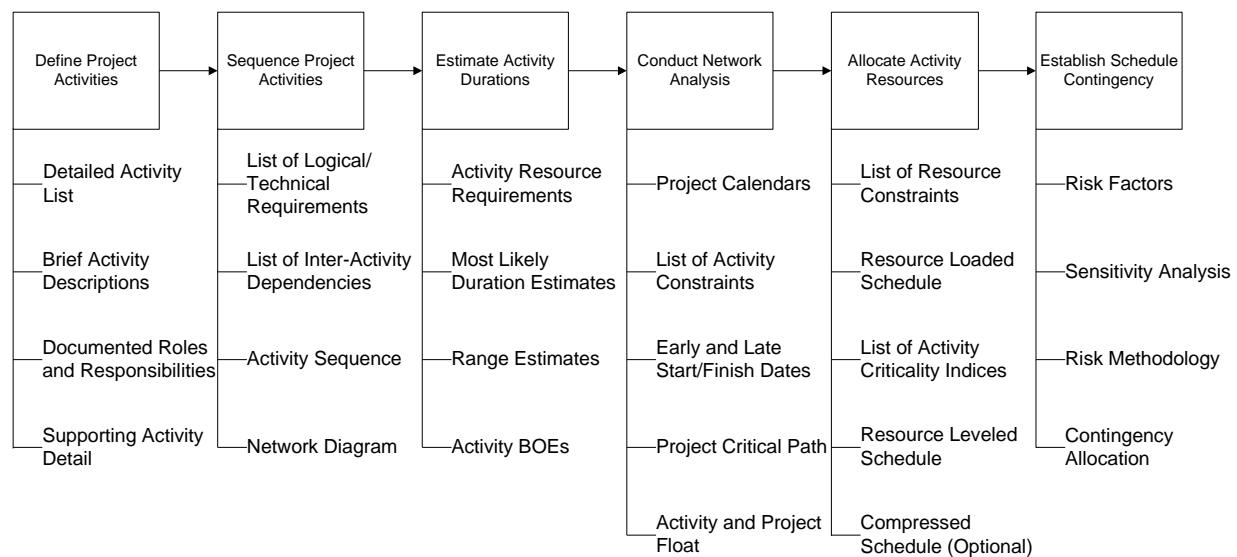 Define Project
Activities
Sequence Project
Activities
Estimate Activity
Durations
Conduct Network
Analysis
Allocate Activity
Resources
Establish Schedule
Contingency
Detailed Activity
List
Brief Activity
Descriptions
Documented Roles
and Responsibilities
Supporting Activity
Detail
List of Logical/
Technical
Requirements
List of Inter-Activity
Dependencies
Activity Sequence
Network Diagram
Activity Resource
Requirements
Most Likely
Duration Estimates
Range Estimates
Activity BOEs
Project Calendars
List of Activity
Constraints
Early and Late
Start/Finish Dates
Project Critical Path
Activity and Project
Float
List of Resource
Constraints
Resource Loaded
Schedule
List of Activity
Criticality Indices
Resource Leveled
Schedule
Compressed
Schedule (Optional)
Risk Factors
Sensitivity Analysis
Risk Methodology
Contingency
Allocation